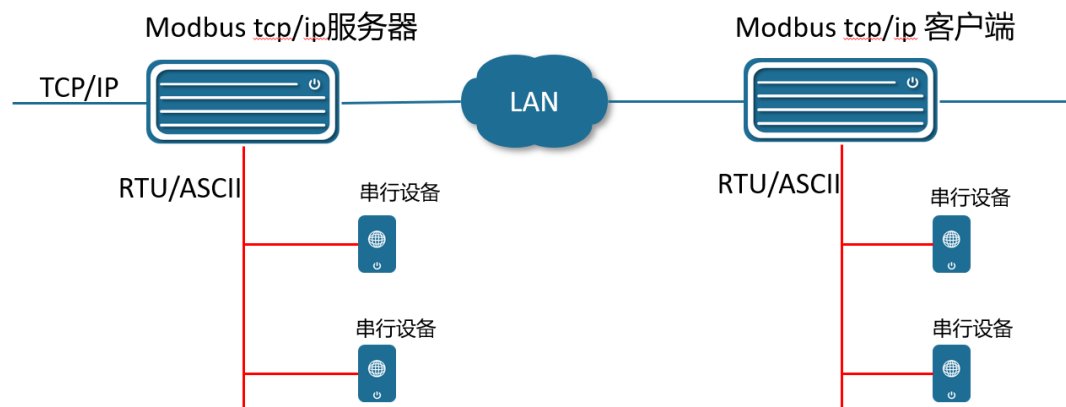 Modbus tcp/ip服务器
Modbus tcp/ip 客户端
TCP/IP
LAN
RTU/ASCII
RTU/ASCII
串行设备
串行设备
串行设备
串行设备